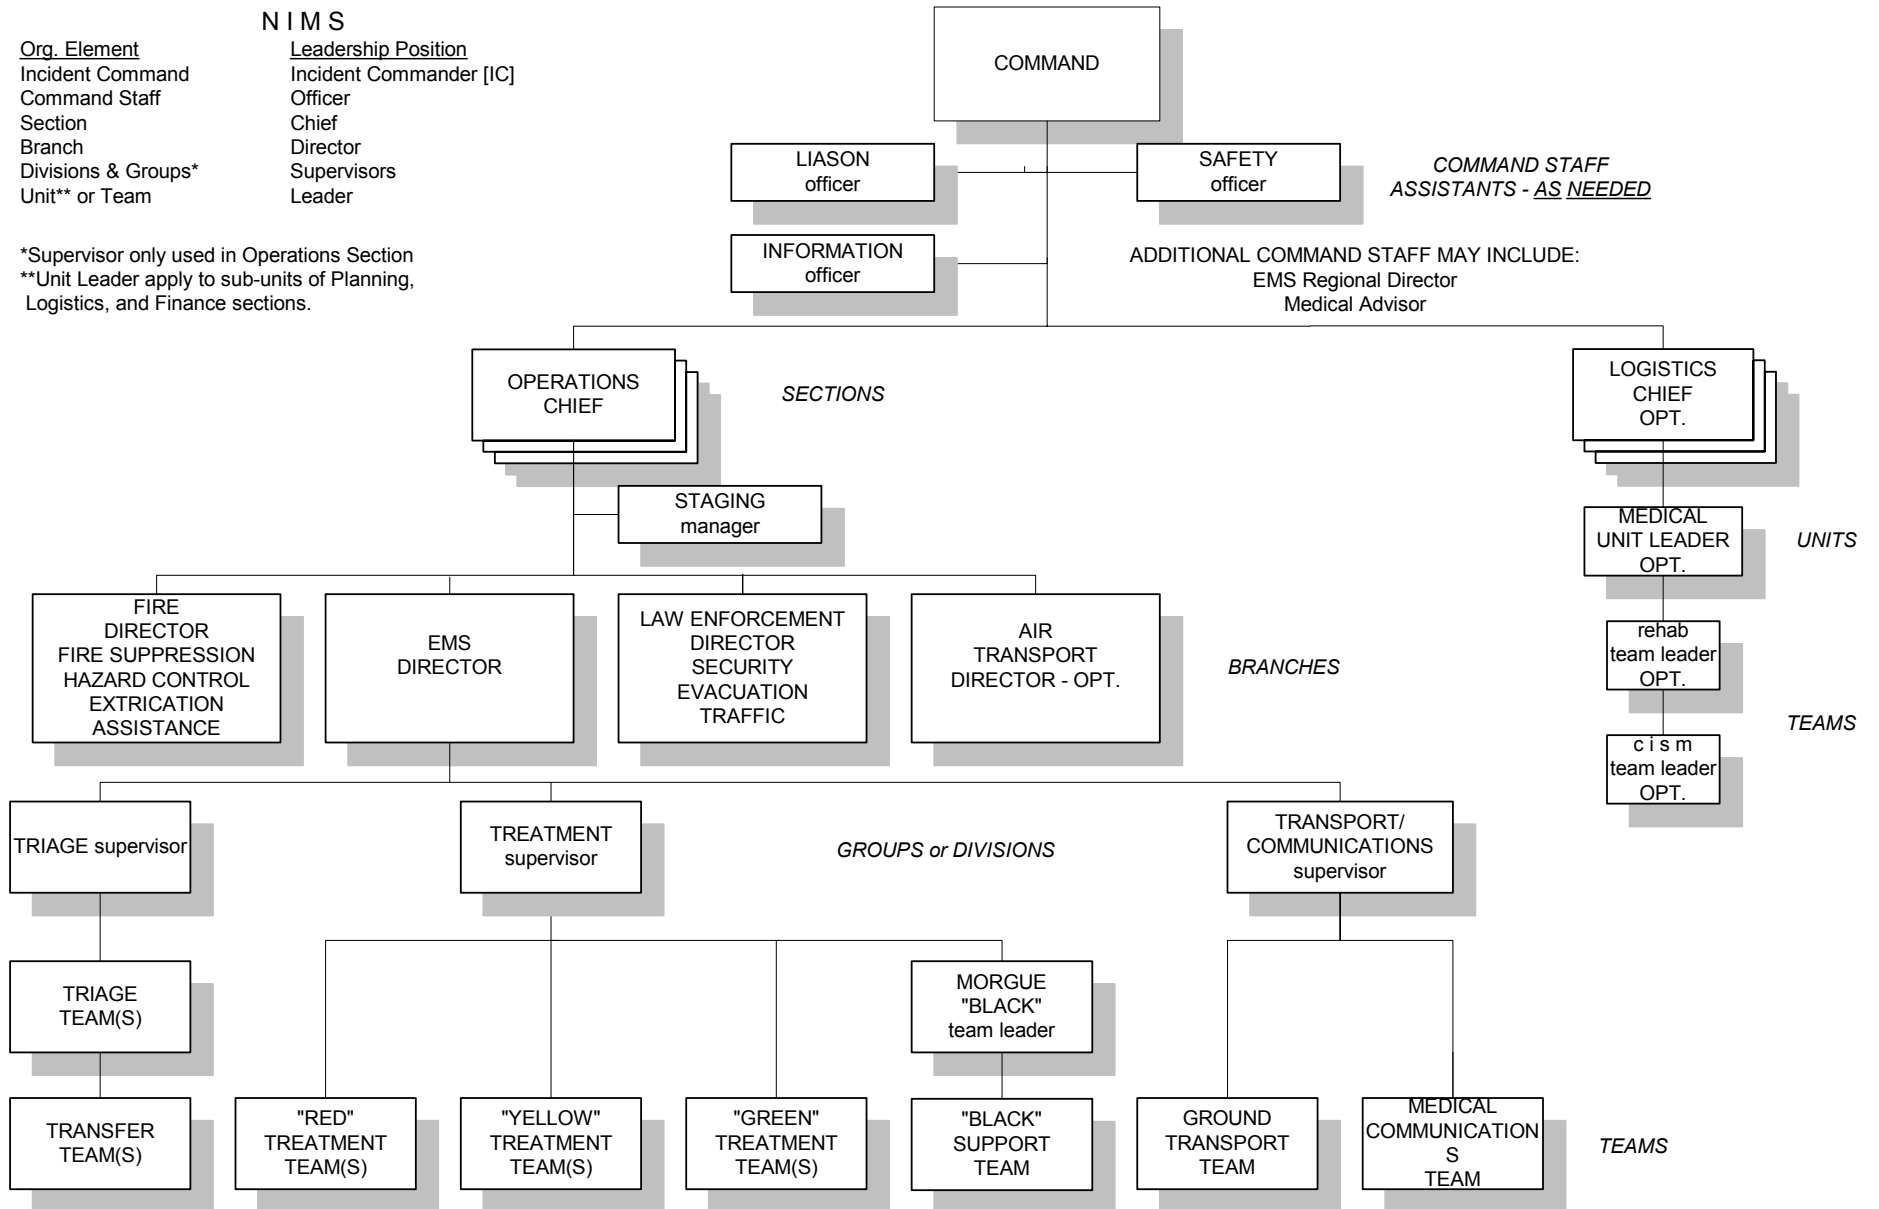 N I M S
Org. Element
Leadership Position
Incident Command
Incident Commander [IC]
Command Staff
Officer
Section
Chief
Branch
Director
Divisions & Groups*
Supervisors
Unit** or Team
Leader
*Supervisor only used in Operations Section
**Unit Leader apply to sub-units of Planning,
Logistics, and Finance sections.
COMMAND
LIASON
officer
SAFETY
officer
COMMAND STAFF
ASSISTANTS - AS NEEDED
INFORMATION
officer
ADDITIONAL COMMAND STAFF MAY INCLUDE:
EMS Regional Director
Medical Advisor
OPERATIONS
CHIEF
SECTIONS
LOGISTICS
CHIEF
OPT.
STAGING
manager
MEDICAL
UNIT LEADER
OPT.
UNITS
FIRE
DIRECTOR
FIRE SUPPRESSION
HAZARD CONTROL
EXTRICATION
ASSISTANCE
EMS
DIRECTOR
LAW ENFORCEMENT
DIRECTOR
SECURITY
EVACUATION
TRAFFIC
AIR
TRANSPORT
DIRECTOR - OPT.
BRANCHES
rehab
team leader
OPT.
TEAMS
c i s m
team leader
OPT.
TRIAGE supervisor
TREATMENT
supervisor
GROUPS or DIVISIONS
TRANSPORT/
COMMUNICATIONS
supervisor
TRIAGE
TEAM(S)
MORGUE
"BLACK"
team leader
TRANSFER
TEAM(S)
"RED"
TREATMENT
TEAM(S)
"YELLOW"
TREATMENT
TEAM(S)
"GREEN"
TREATMENT
TEAM(S)
"BLACK"
SUPPORT
TEAM
GROUND
TRANSPORT
TEAM
MEDICAL
COMMUNICATION
S
TEAM
TEAMS